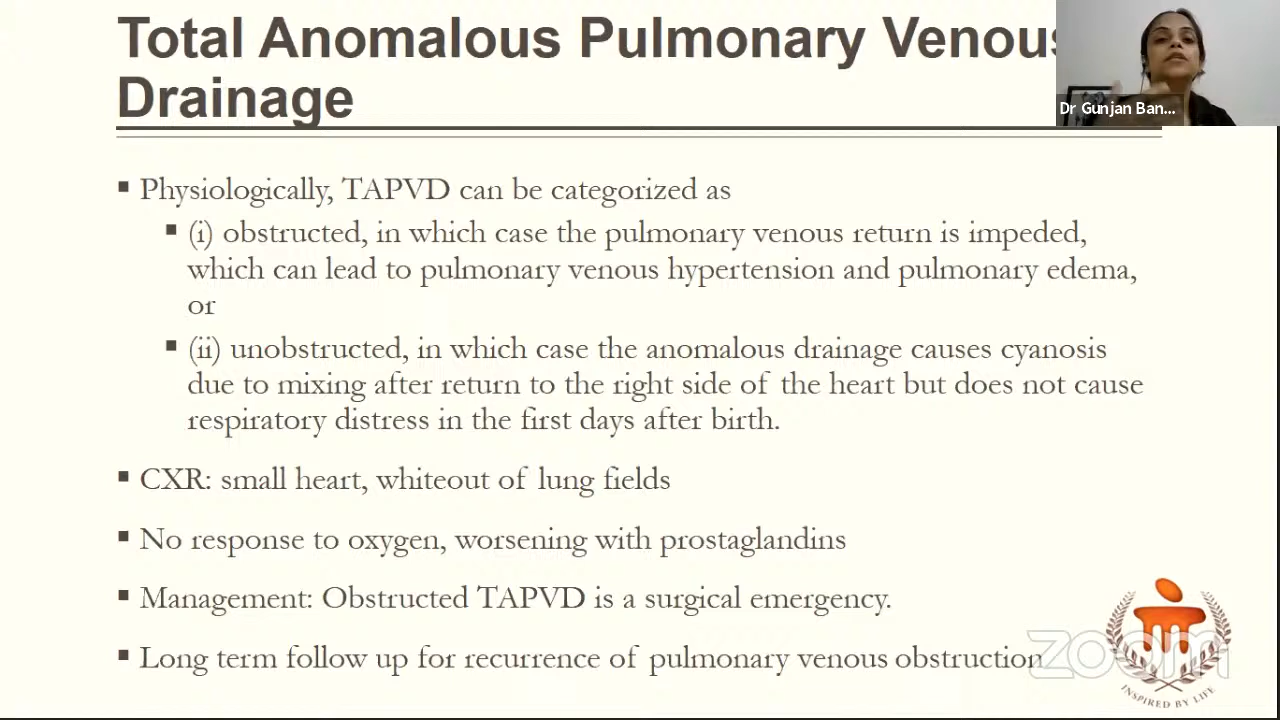 Total Anomalous Pulmonary Venous
Drainage
Dr Gunjan Ban...
▪ Physiologically, TAPVD can be categorized as
▪ (i) obstructed, in which case the pulmonary venous return is impeded,
which can lead to pulmonary venous hypertension and pulmonary edema,
or
▪ (ii) unobstructed, in which case the anomalous drainage causes cyanosis
due to mixing after return to the right side of the heart but does not cause
respiratory distress in the first days after birth.
▪ CXR: small heart, whiteout of lung fields
▪ No response to oxygen, worsening with prostaglandins
▪ Management: Obstructed TAPVD is a surgical emergency.
▪ Long term follow up for recurrence of pulmonary venous obstruction
zoom
INSPIRED BY LIFE